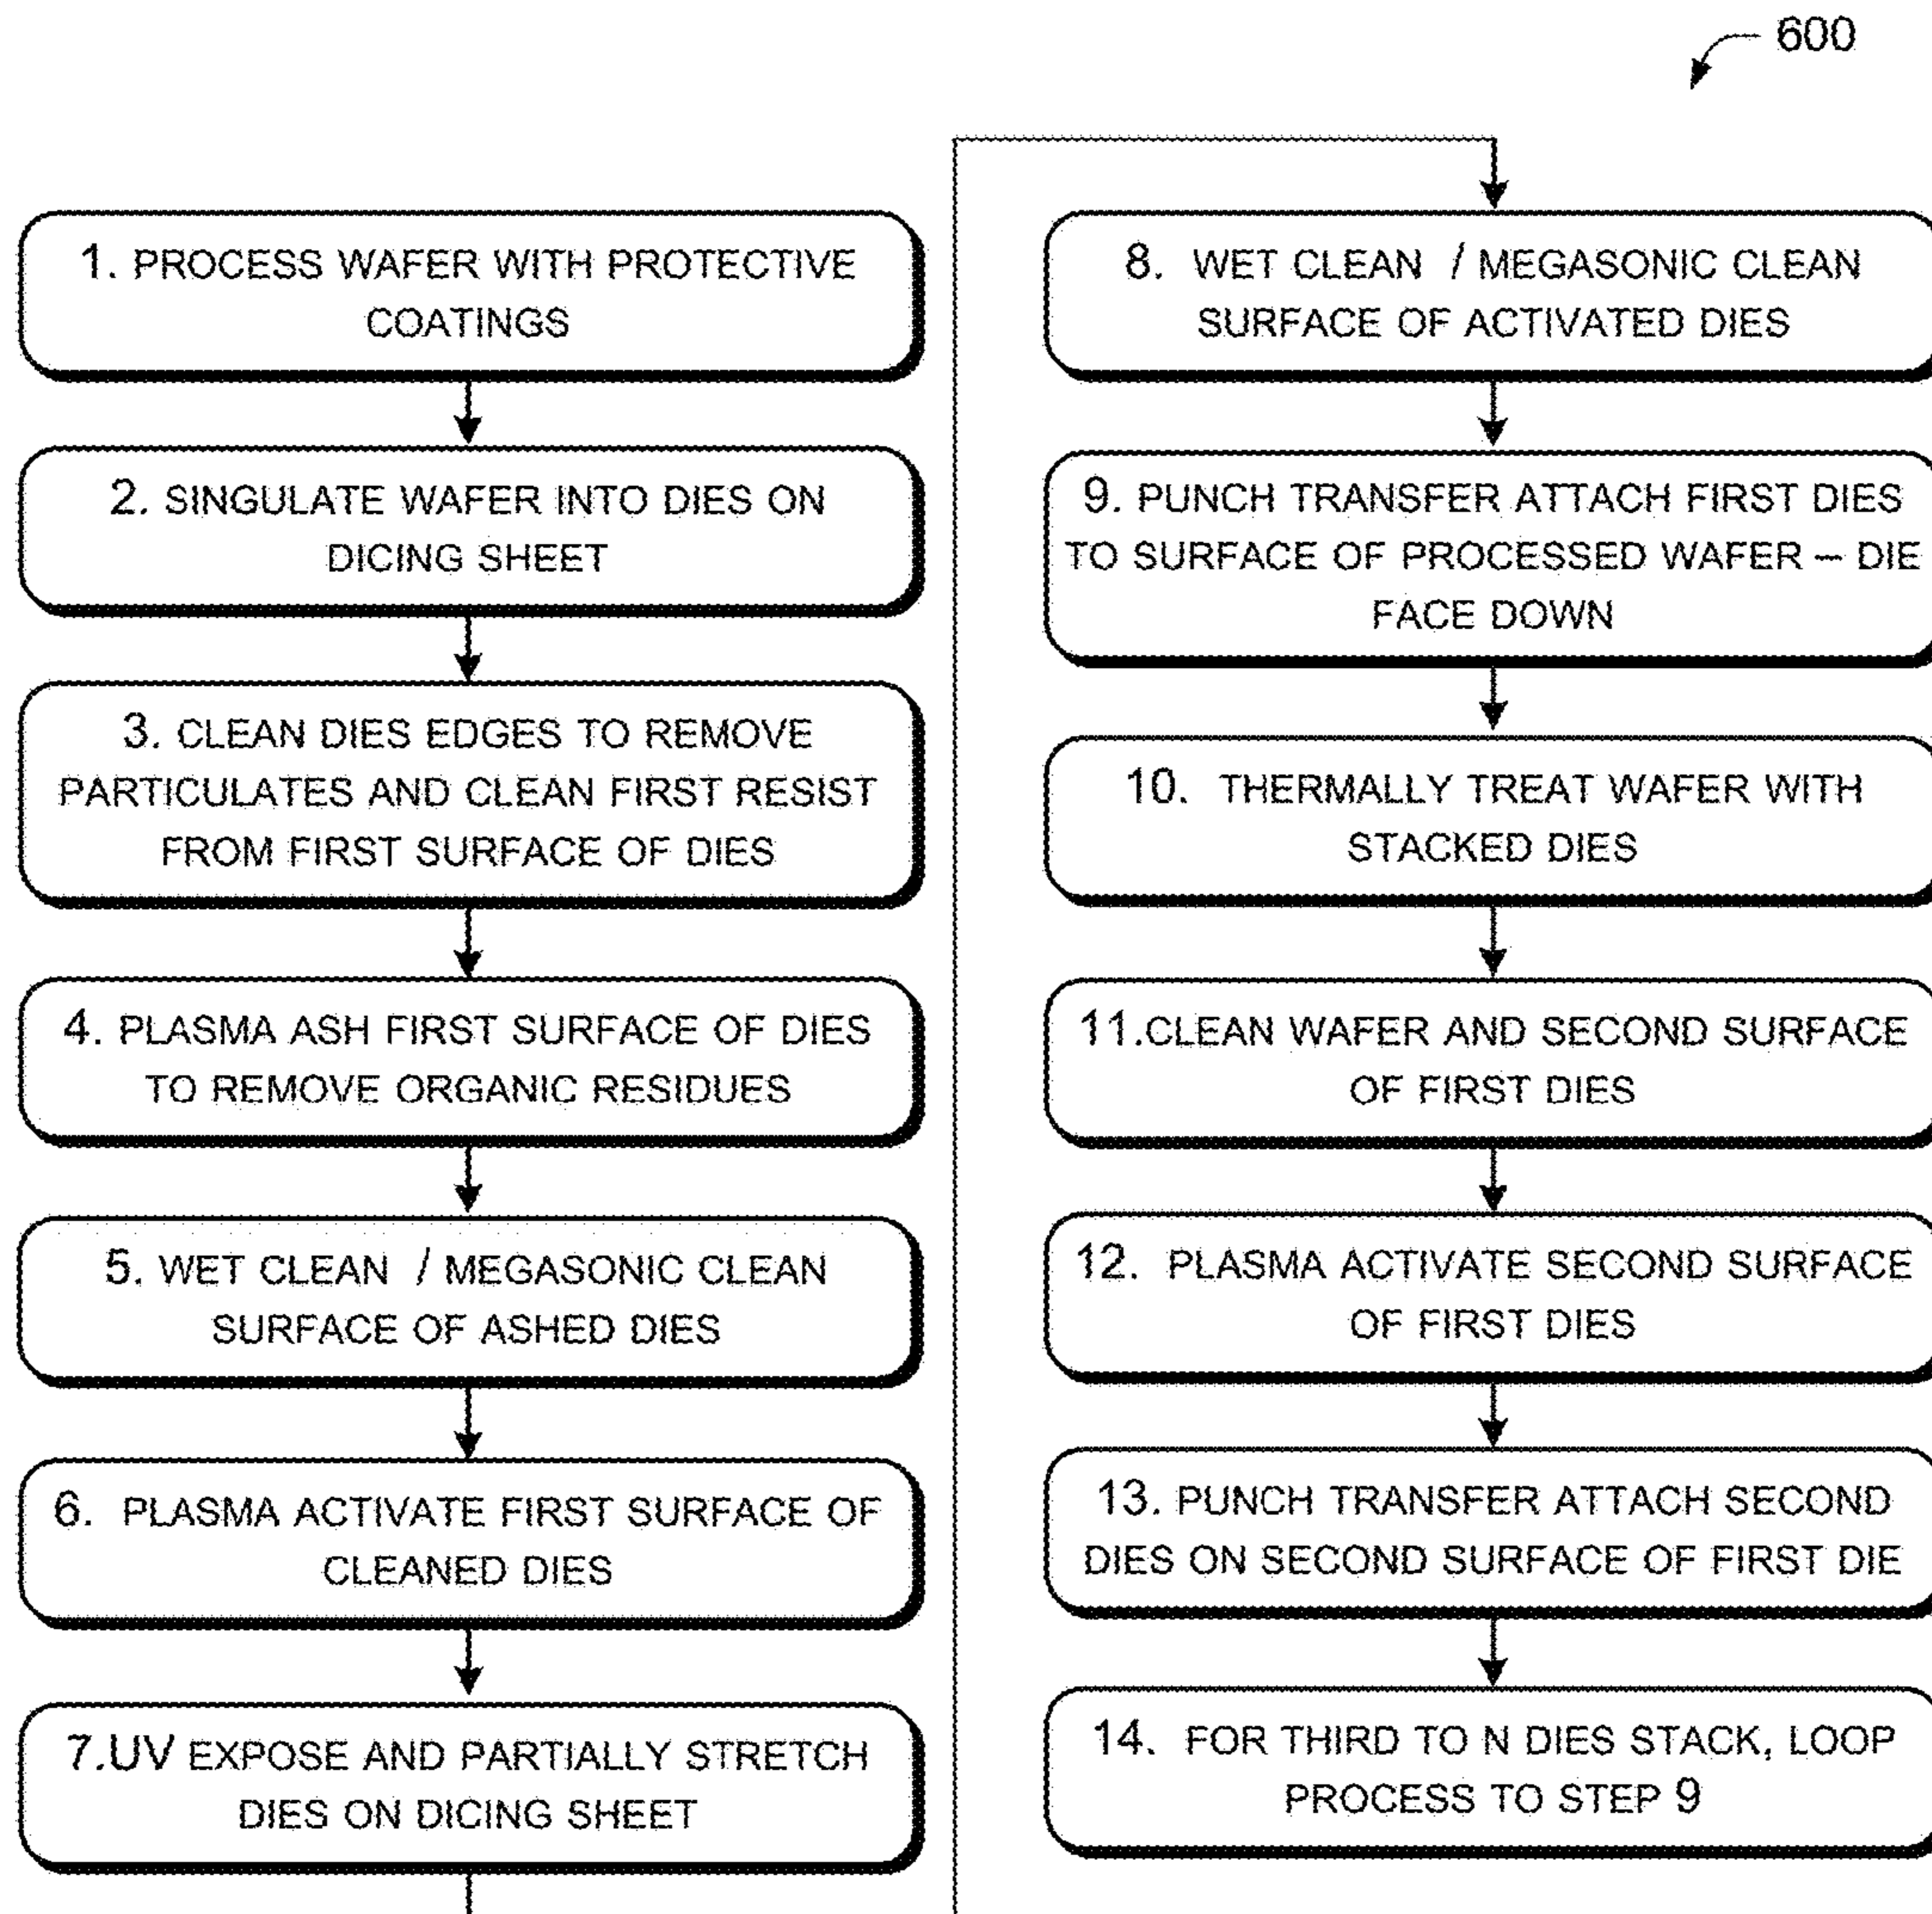 600
1. PROCESS WAFER WITH PROTECTIVE
COATINGS
2. SINGULATE WAFER INTO DIES ON
DICING SHEET
3. CLEAN DIES EDGES TO REMOVE
PARTICULATES AND CLEAN FIRST RESIST
FROM FIRST SURFACE OF DIES
4. PLASMA ASH FIRST SURFACE OF DIES
TO REMOVE ORGANIC RESIDUES
5. WET CLEAN / MEGASONIC CLEAN
SURFACE OF ASHED DIES
6. PLASMA ACTIVATE FIRST SURFACE OF
CLEANED DIES
7.UV EXPOSE AND PARTIALLY STRETCH
DIES ON DICING SHEET
8. WET CLEAN / MEGASONIC CLEAN
SURFACE OF ACTIVATED DIES
9. PUNCH TRANSFER ATTACH FIRST DIES
TO SURFACE OF PROCESSED WAFER – DIE
FACE DOWN
10. THERMALLY TREAT WAFER WITH
STACKED DIES
11.CLEAN WAFER AND SECOND SURFACE
OF FIRST DIES
12. PLASMA ACTIVATE SECOND SURFACE
OF FIRST DIES
13. PUNCH TRANSFER ATTACH SECOND
DIES ON SECOND SURFACE OF FIRST DIE
14. FOR THIRD TO N DIES STACK, LOOP
PROCESS TO STEP 9